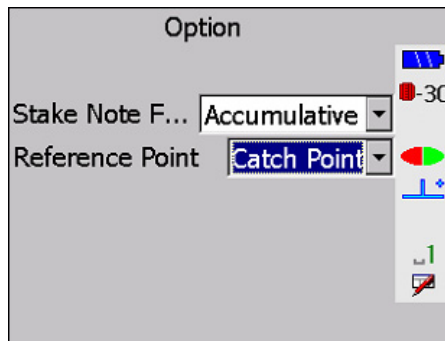 Option
-30
Stake Note F... Accumulative
Reference Point Catch Point
1